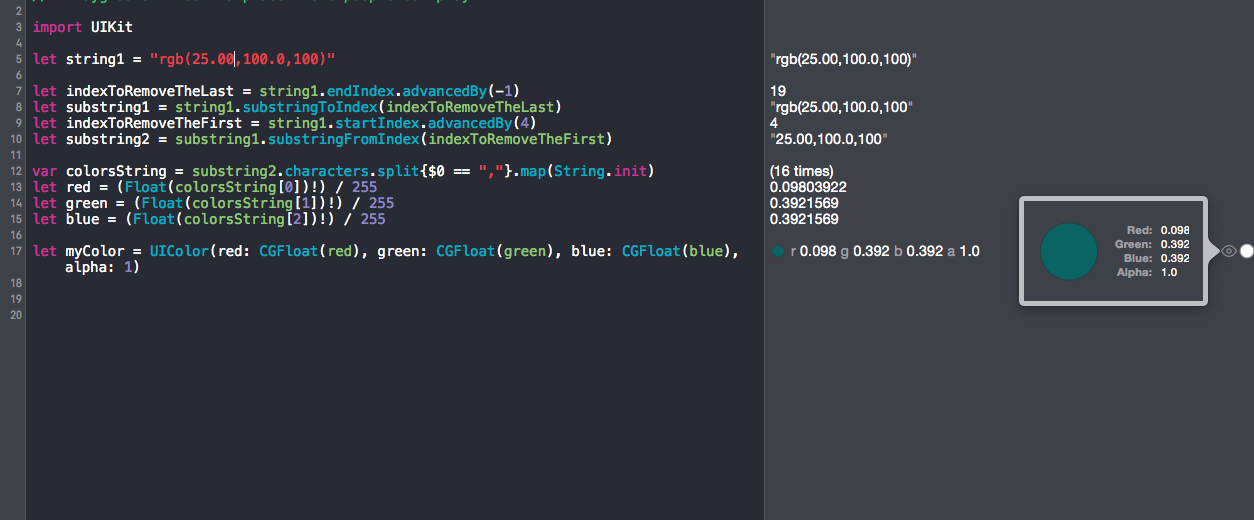 2
3 import UIKit "rgb(25.00,100.0,100)"
4
5 let string1 = "rgb(25.00,100.0,100)"
6
7 let indexToRemoveTheLast = string1.endIndex.advancedBy(-1) 19
8 let substring1 = string1.substringToIndex(indexToRemoveTheLast) "rgb(25.00,100.0,100"
9 let indexToRemoveTheFirst = string1.startIndex.advancedBy(4) 4
10 let substring2 = substring1.substringFromIndex(indexToRemoveTheFirst) "25.00,100.0,100"
11
12 var colorsString = substring2.characters.split{$0 == ","}.map(String.init) (16 times)
13 let red = (Float(colorsString[0])!) / 255 0.09803922
14 let green = (Float(colorsString[1])!) / 255 0.3921569
15 let blue = (Float(colorsString[2])!) / 255 0.3921569
16
17 let myColor = UIColor(red: CGFloat(red), green: CGFloat(green), blue: CGFloat(blue), r 0.098 g 0.392 b 0.392 a 1.0
alpha: 1)
18
19
20
Red: 0.098
Green: 0.392
Blue: 0.392
Alpha: 1.0